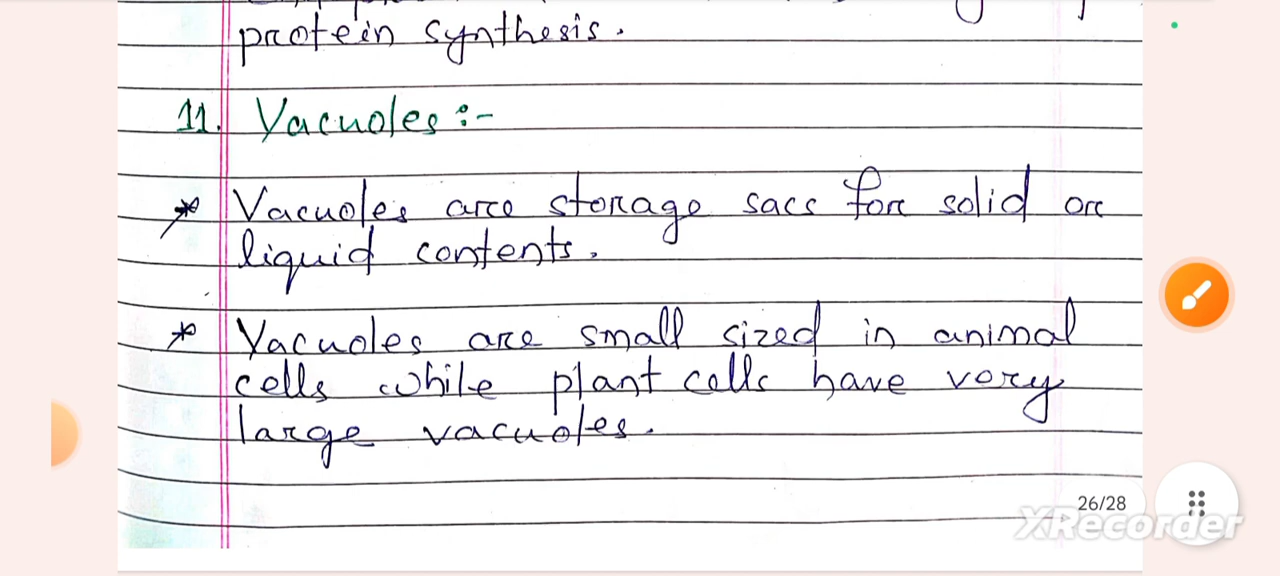 protein synthesis.
11. Vacuoles :-
* Vacuoles are storage sacs for solid or
liquid contents.
* Vacuoles are small sized in animal
cells while plant cells have very
large vacuoles.
26/28
XRecorder